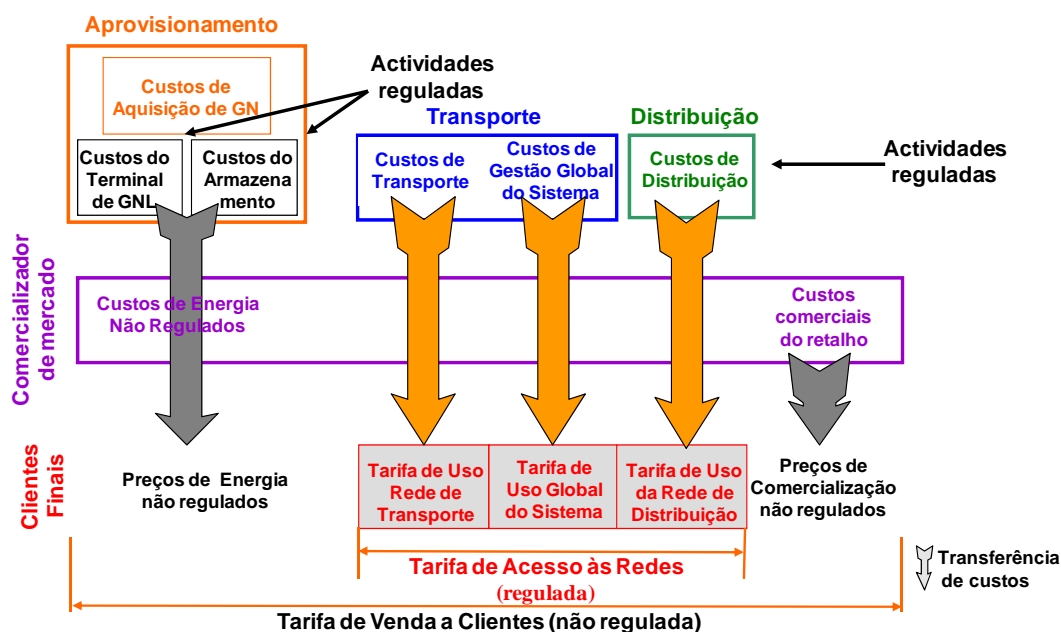 Aprovisionamento
Custos de
Aquisição de GN
Custos do
Terminal
de GNL
Custos do
Armazena
mento
Actividades
reguladas
Transporte
Custos de
Transporte
Custos de
Gestão Global
do Sistema
Distribuição
Custos de
Distribuição
Actividades
reguladas
Comercializador
de mercado
Custos de Energia
Não Regulados
Custos
comerciais
do retalho
Clientes
Finais
Preços de Energia
não regulados
Tarifa de Uso
Rede de
Transporte
Tarifa de
Uso Global
do Sistema
Tarifa de Uso
da Rede de
Distribuição
Preços de
Comercialização
não regulados
Tarifa de Acesso às Redes
(regulada)
Transferência
de custos
Tarifa de Venda a Clientes (não regulada)